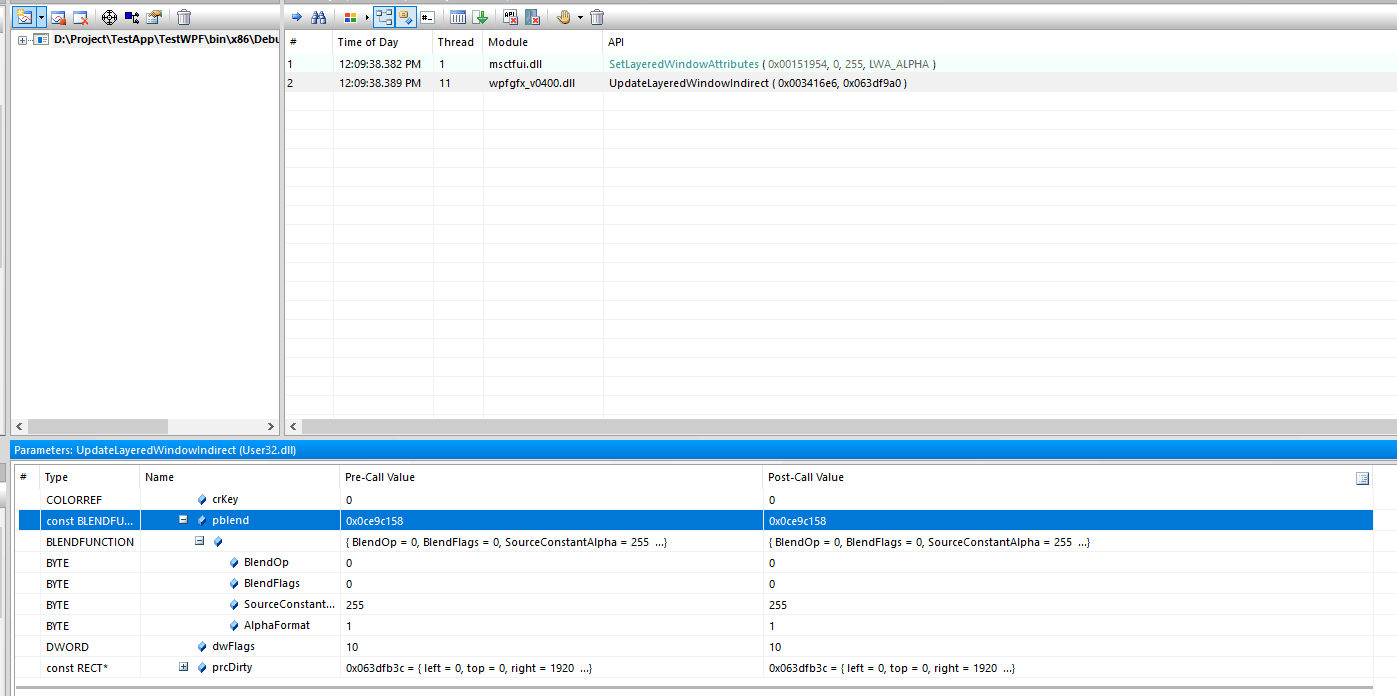 D:\Project\TestApp\TestWPF\bin\x86\Debu
# Time of Day Thread Module API
1 12:09:38.382 PM 1 msctfui.dll SetLayeredWindowAttributes ( 0x00151954, 0, 255, LWA_ALPHA )
2 12:09:38.389 PM 11 wpfgfx_v0400.dll UpdateLayeredWindowIndirect ( 0x003416e6, 0x063df9a0 )
Parameters: UpdateLayeredWindowIndirect (User32.dll)
# Type Name Pre-Call Value Post-Call Value
COLORREF crKey 0 0
const BLENDFU... pblend 0x0ce9c158 0x0ce9c158
BLENDFUNCTION { BlendOp = 0, BlendFlags = 0, SourceConstantAlpha = 255 ...} { BlendOp = 0, BlendFlags = 0, SourceConstantAlpha = 255 ...}
BYTE BlendOp 0 0
BYTE BlendFlags 0 0
BYTE SourceConstant... 255 255
BYTE AlphaFormat 1 1
DWORD dwFlags 10 10
const RECT* prcDirty 0x063dfb3c = { left = 0, top = 0, right = 1920 ...} 0x063dfb3c = { left = 0, top = 0, right = 1920 ...}